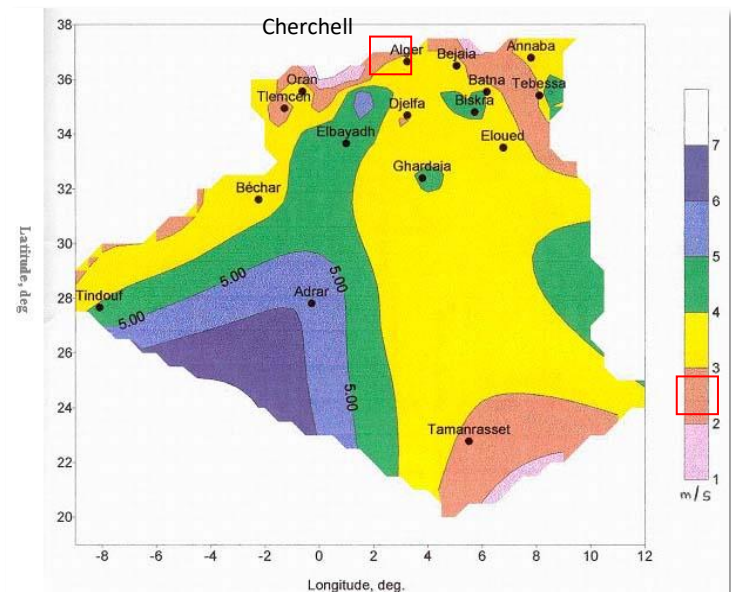 Cherchell
38
36
34
32
30
28
26
24
22
20
Latitude, deg
Alger
Bejaia
Annaba
Oran
Batna
Tebessa
Tlemcen
Djelfa
Biskra
Elbayadh
Eloued
Ghardaia
Béchar
Tindouf
Adrar
Tamanrasset
5.00
5.00
5.00
5.00
7
6
5
4
3
2
1
m/s
-8 -6 -4 -2 0 2 4 6 8 10 12
Longitude, deg.